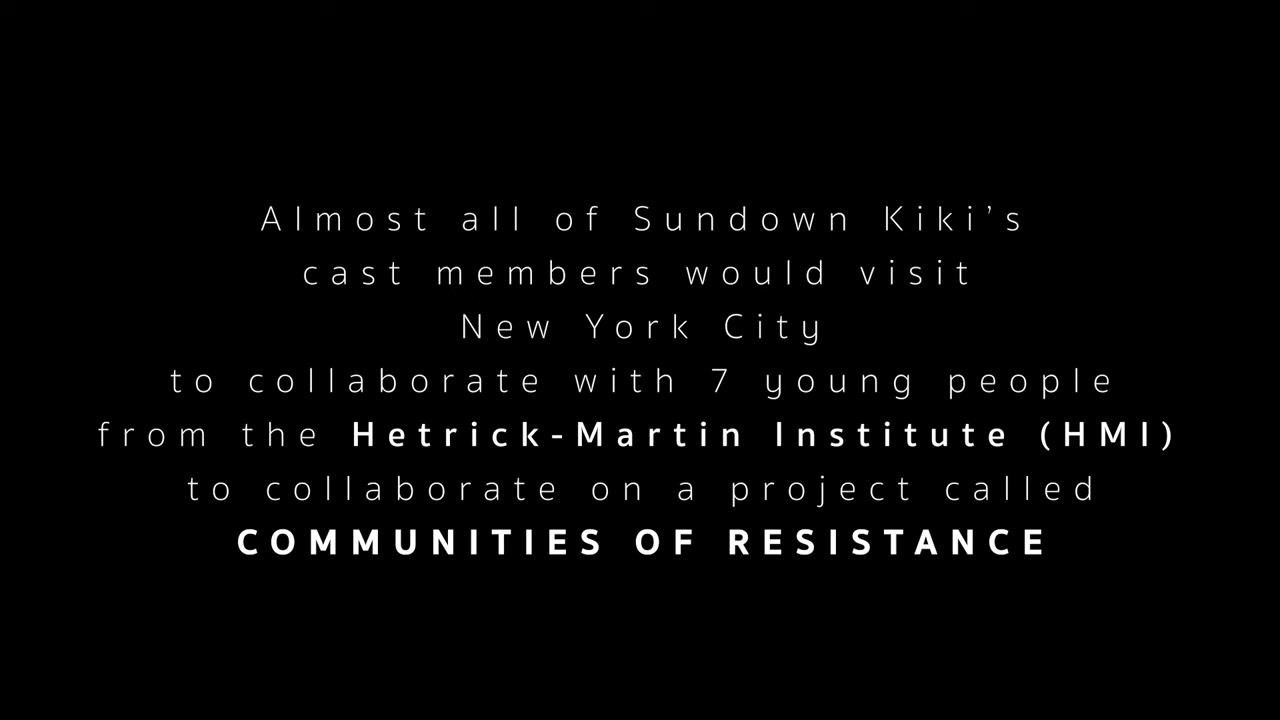 Almost all of Sundown Kiki’s
cast members would visit
New York City
to collaborate with 7 young people
from the Hetrick-Martin Institute (HMI)
to collaborate on a project called
COMMUNITIES OF RESISTANCE